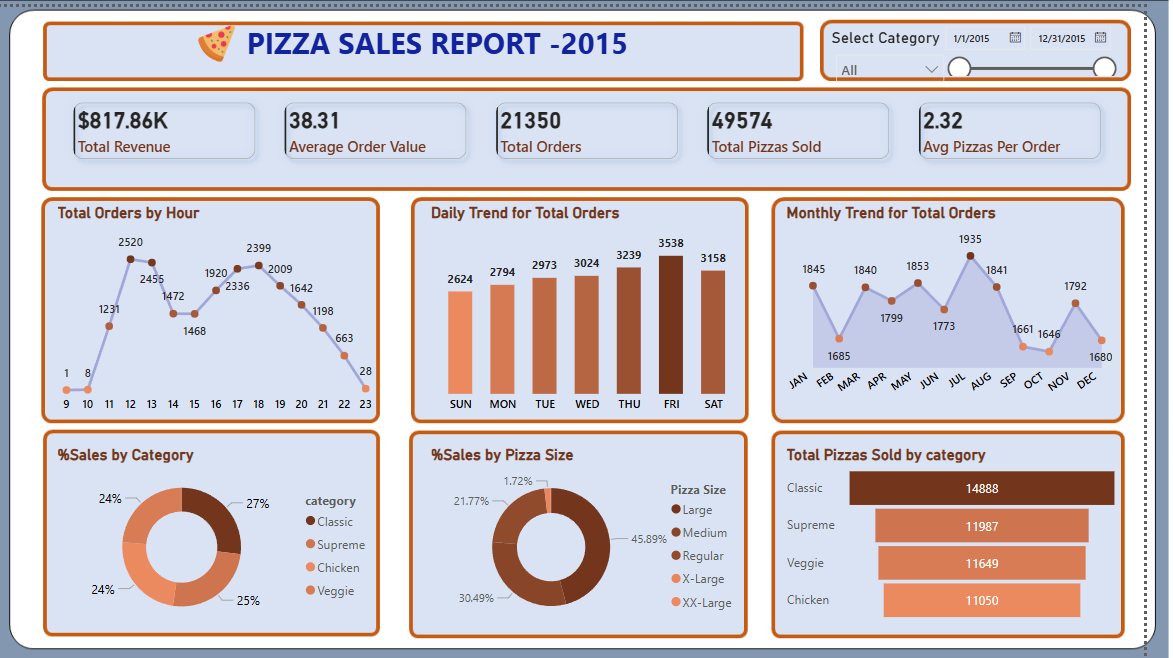 PIZZA SALES REPORT -2015
Select Category
1/1/2015
12/31/2015
All
$817.86K
Total Revenue
38.31
Average Order Value
21350
Total Orders
49574
Total Pizzas Sold
2.32
Avg Pizzas Per Order
Total Orders by Hour
1
8
1231
2520
2455
1472
1468
1920
2336
2399
2009
1642
1198
663
28
9 10 11 12 13 14 15 16 17 18 19 20 21 22 23
Daily Trend for Total Orders
2624
2794
2973
3024
3239
3538
3158
SUN MON TUE WED THU FRI SAT
Monthly Trend for Total Orders
1845
1685
1840
1799
1853
1773
1935
1841
1661
1646
1792
1680
JAN FEB MAR APR MAY JUN JUL AUG SEP OCT NOV DEC
%Sales by Category
24%
27%
24%
25%
category
Classic
Supreme
Chicken
Veggie
%Sales by Pizza Size
1.72%
21.77%
45.89%
30.49%
Pizza Size
Large
Medium
Regular
X-Large
XX-Large
Total Pizzas Sold by category
Classic 14888
Supreme 11987
Veggie 11649
Chicken 11050